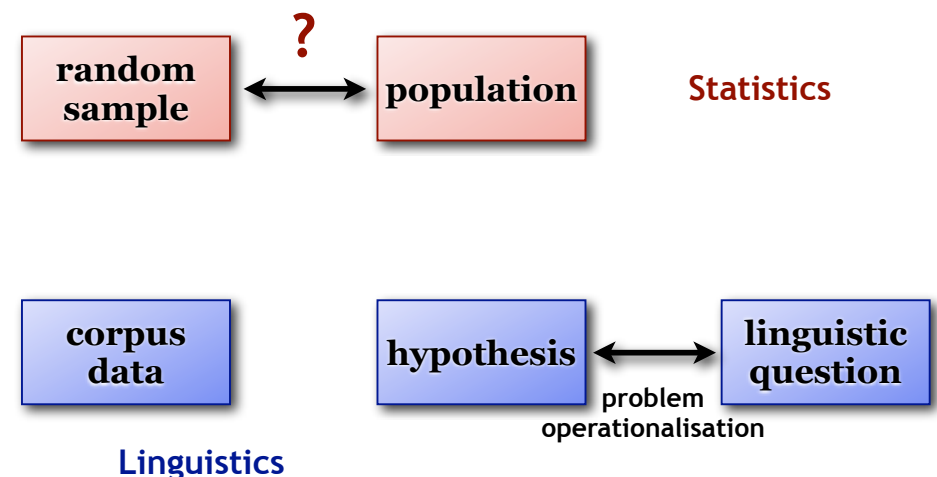 ?
random
sample
population
Statistics
corpus
data
hypothesis
linguistic
question
problem
operationalisation
Linguistics